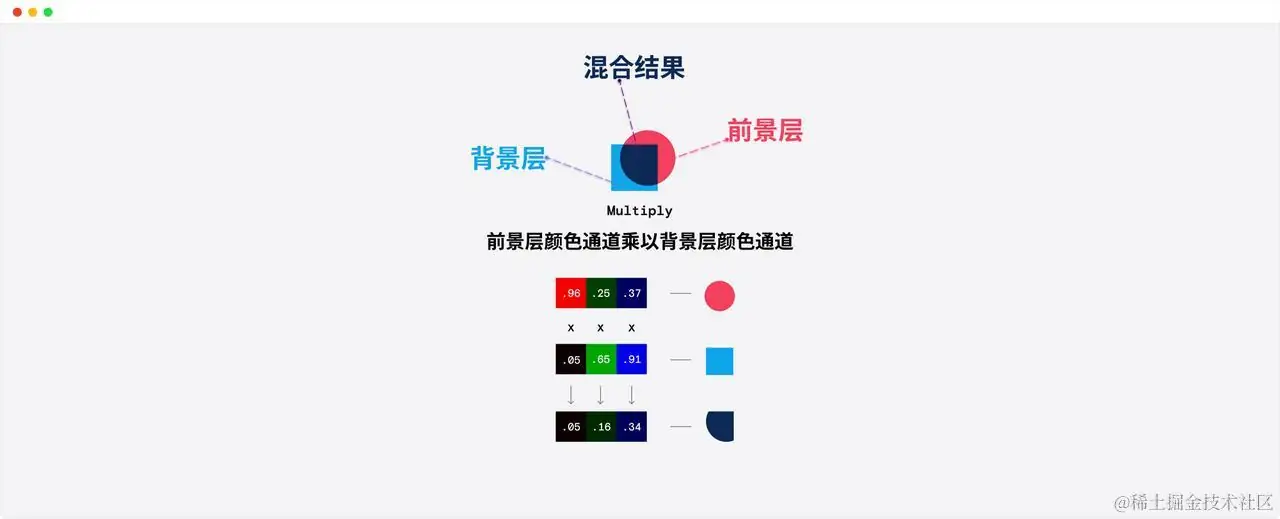 混合结果
前景层
背景层
Multiply
前景层颜色通道乘以背景层颜色通道
.96 .25 .37
x x x
.05 .65 .91
.05 .16 .34
@稀土掘金技术社区